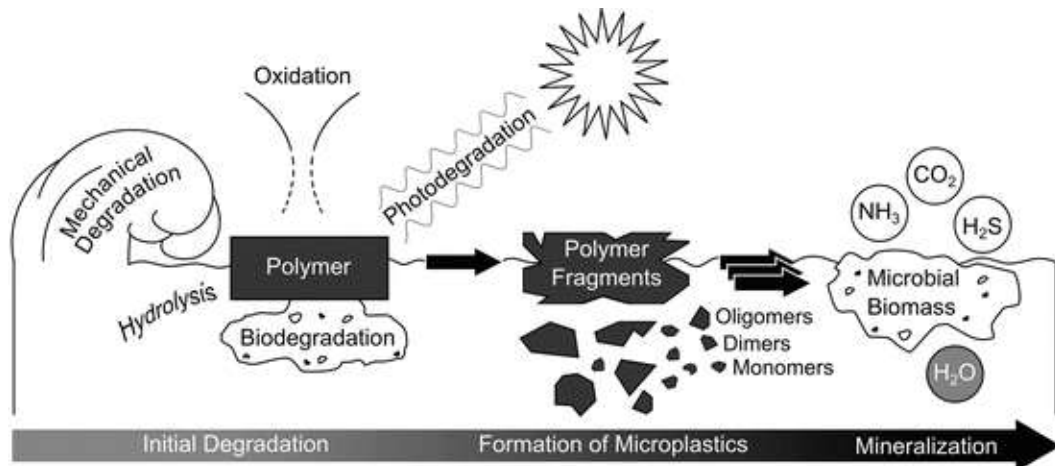 Oxidation
Mechanical
Degradation
Photodegradation
Hydrolysis
Polymer
Biodegradation
Polymer
Fragments
Oligomers
Dimers
Monomers
CO₂
NH₃
H₂S
Microbial
Biomass
H₂O
Initial Degradation
Formation of Microplastics
Mineralization